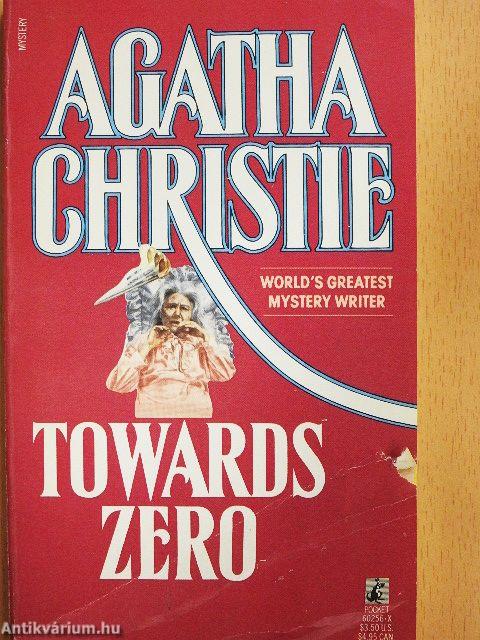 MYSTERY
AGATHA
CHRISTIE
WORLD'S GREATEST
MYSTERY WRITER
TOWARDS
ZERO
POCKET
60256-X
$3.50 U.S.
$4.95 CAN
Antikvárium.hu